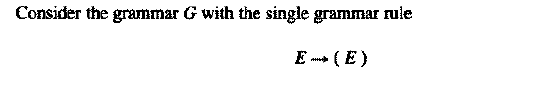 Consider the grammar G with the single grammar rule
E → ( E )